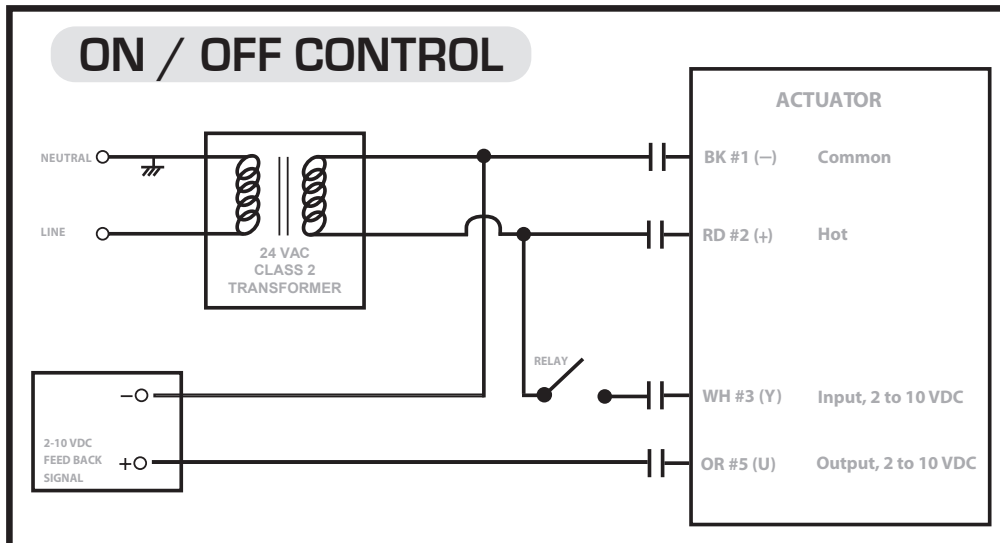 ON / OFF CONTROL
ACTUATOR
NEUTRAL
BK #1 (—) Common
LINE
RD #2 (+) Hot
24 VAC
CLASS 2
TRANSFORMER
RELAY
–
WH #3 (Y) Input, 2 to 10 VDC
2-10 VDC
FEED BACK
SIGNAL
+
OR #5 (U) Output, 2 to 10 VDC